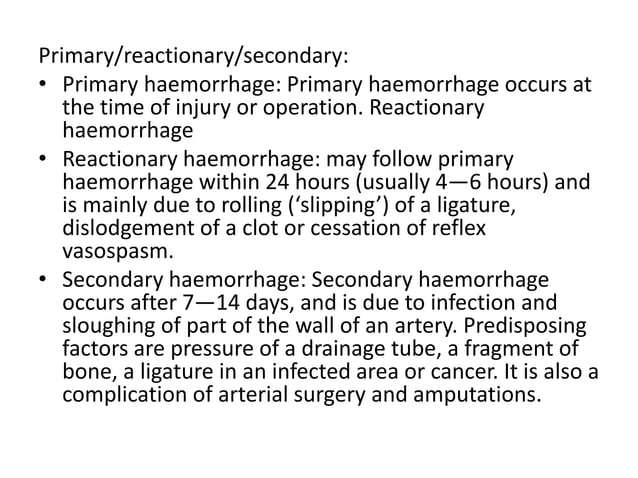 Primary/reactionary/secondary:
• Primary haemorrhage: Primary haemorrhage occurs at
the time of injury or operation. Reactionary
haemorrhage
• Reactionary haemorrhage: may follow primary
haemorrhage within 24 hours (usually 4—6 hours) and
is mainly due to rolling (‘slipping’) of a ligature,
dislodgement of a clot or cessation of reflex
vasospasm.
• Secondary haemorrhage: Secondary haemorrhage
occurs after 7—14 days, and is due to infection and
sloughing of part of the wall of an artery. Predisposing
factors are pressure of a drainage tube, a fragment of
bone, a ligature in an infected area or cancer. It is also a
complication of arterial surgery and amputations.